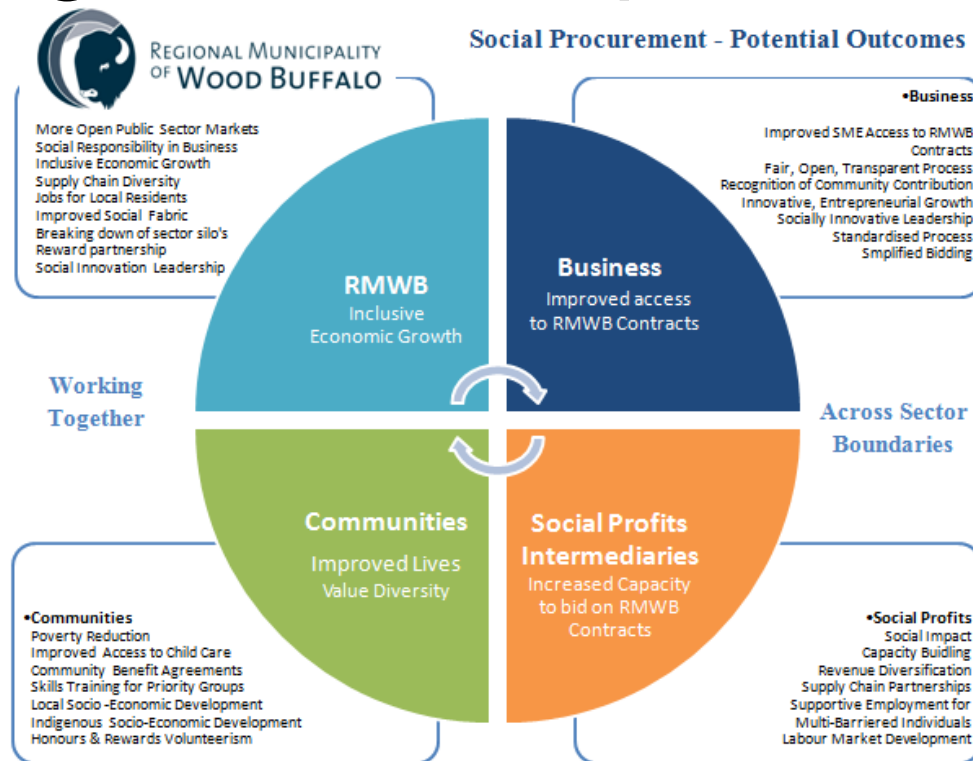 REGIONAL MUNICIPALITY
OF WOOD BUFFALO
Social Procurement - Potential Outcomes
More Open Public Sector Markets
Social Responsibility in Business
Inclusive Economic Growth
Supply Chain Diversity
Jobs for Local Residents
Improved Social Fabric
Breaking down of sector silo's
Reward partnership
Social Innovation Leadership
•Business
Improved SME Access to RMWB
Contracts
Fair, Open, Transparent Process
Recognition of Community Contribution
Innovative, Entrepreneurial Growth
Socially Innovative Leadership
Standardised Process
Smplified Bidding
RMWB
Inclusive
Economic Growth
Business
Improved access
to RMWB Contracts
Working
Together
Across Sector
Boundaries
Communities
Improved Lives
Value Diversity
Social Profits
Intermediaries
Increased Capacity
to bid on RMWB
Contracts
•Communities
Poverty Reduction
Improved Access to Child Care
Community Benefit Agreements
Skills Training for Priority Groups
Local Socio -Economic Development
Indigenous Socio-Economic Development
Honours & Rewards Volunteerism
•Social Profits
Social Impact
Capacity Buidling
Revenue Diversification
Supply Chain Partnerships
Supportive Employment for
Multi-Barriered Individuals
Labour Market Development